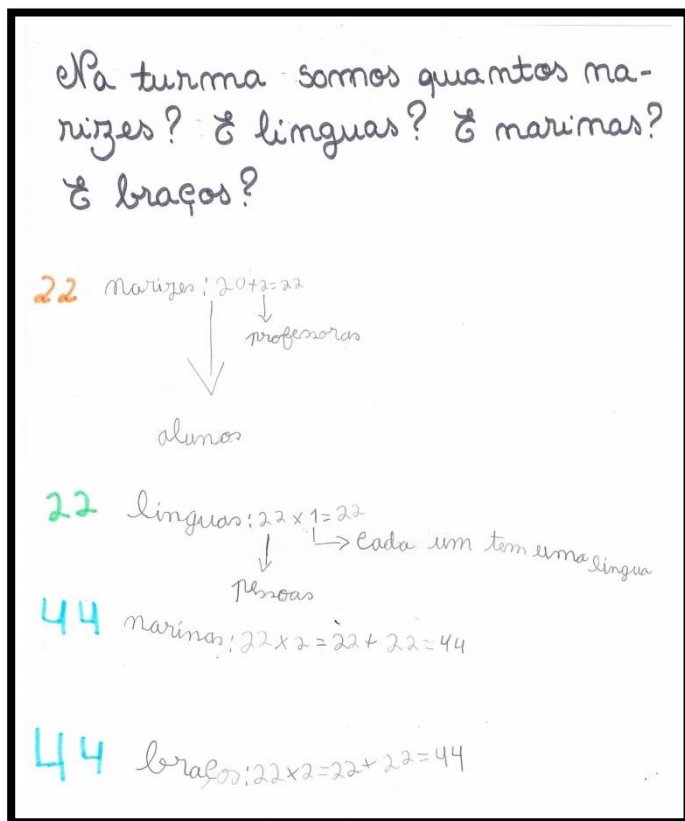 Na turma somos quantos na-
rizes? E línguas? E narinas?
E braços?
22 narizes: 20+2=22
professoras
alunos
22 línguas: 22 x 1 = 22
Cada um tem uma língua
pessoas
44 narinas: 22 x 2 = 22 + 22 = 44
44 braços: 22 x 2 = 22 + 22 = 44